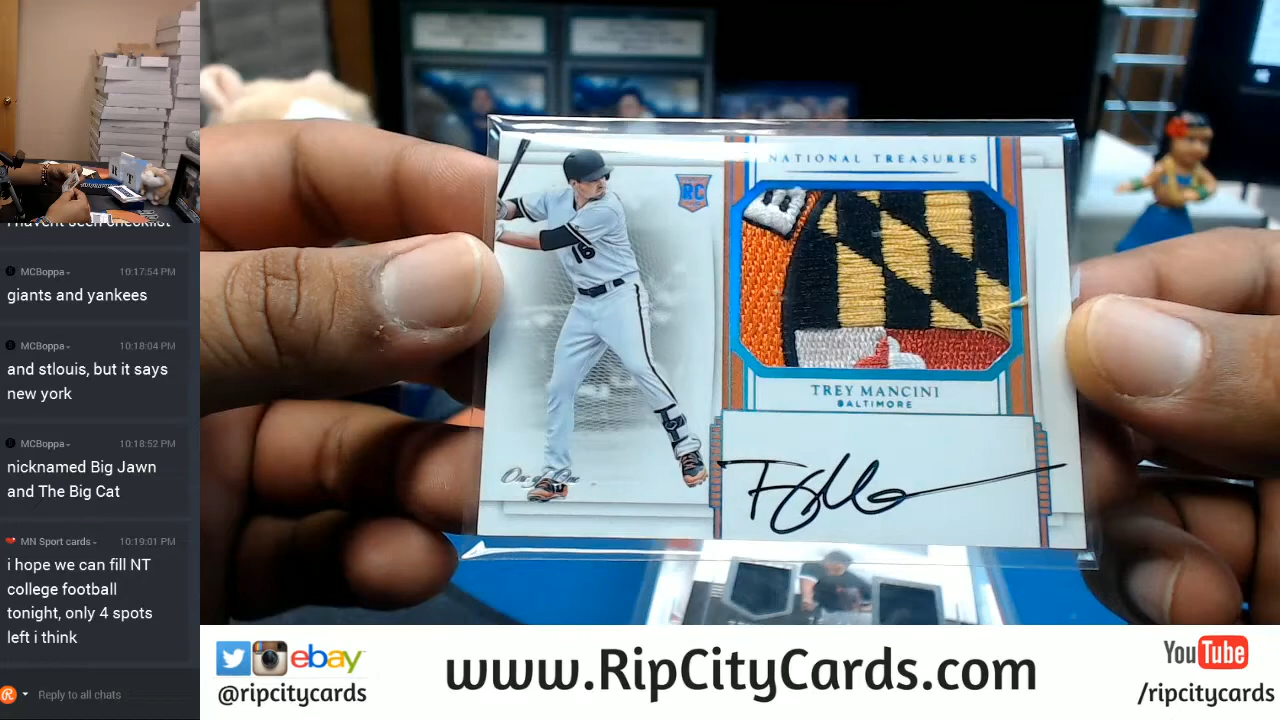 MCBoppa
10:17:54 PM
giants and yankees
MCBoppa
10:18:04 PM
and stlouis, but it says
new york
MCBoppa
10:18:52 PM
nicknamed Big Jawn
and The Big Cat
MN Sport cards
10:19:01 PM
i hope we can fill NT
college football
tonight, only 4 spots
left i think
Reply to all chats
NATIONAL TREASURES
RC
16
TREY MANCINI
BALTIMORE
One of One
ebay
@ripcitycards
www.RipCityCards.com
YouTube
/ripcitycards